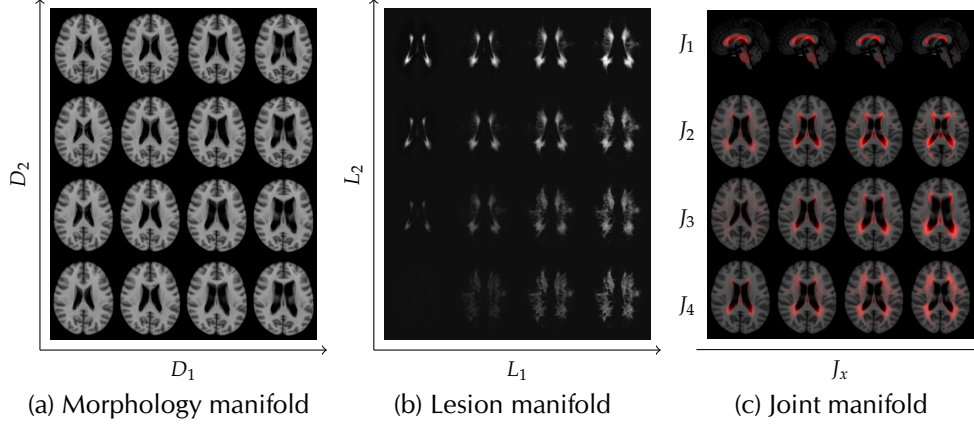 D2
D1
(a) Morphology manifold
L2
L1
(b) Lesion manifold
J1
J2
J3
J4
Jx
(c) Joint manifold